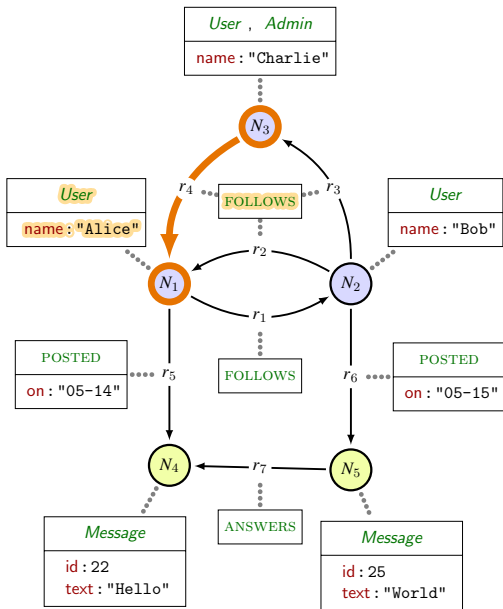 User , Admin
name : "Charlie"
N3
r4
r3
User
name : "Alice"
FOLLOWS
User
name : "Bob"
r2
N1
N2
r1
POSTED
on : "05-14"
r5
FOLLOWS
r6
POSTED
on : "05-15"
N4
r7
N5
Message
id : 22
text : "Hello"
ANSWERS
Message
id : 25
text : "World"